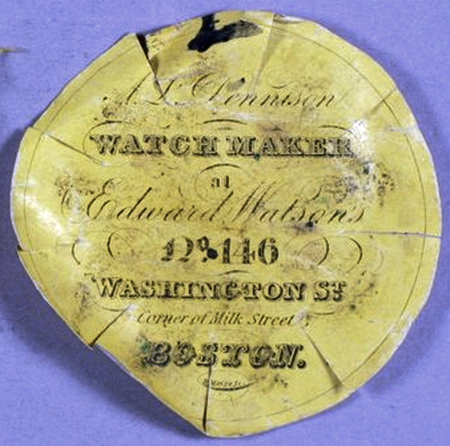 A. L. Dennison
WATCH MAKER
at
Edward Watson's
No. 146
WASHINGTON ST
Corner of Milk Street
BOSTON.